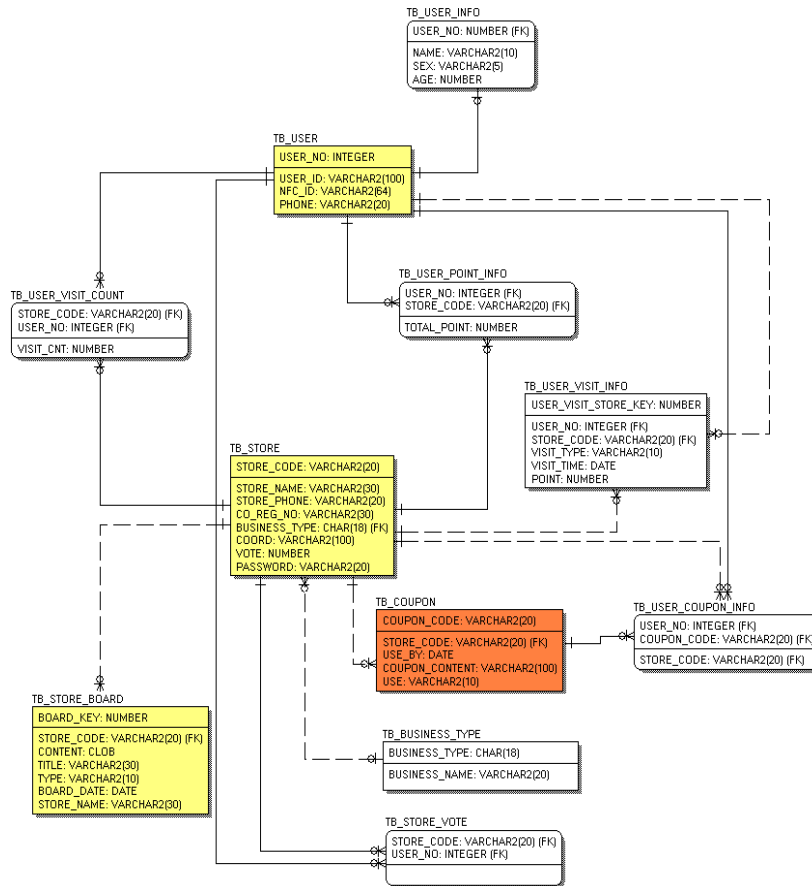 TB_USER_INFO
USER_NO: NUMBER (FK)
NAME: VARCHAR2(10)
SEX: VARCHAR2(5)
AGE: NUMBER
TB_USER
USER_NO: INTEGER
USER_ID: VARCHAR2(100)
NFC_ID: VARCHAR2(64)
PHONE: VARCHAR2(20)
TB_USER_VISIT_COUNT
STORE_CODE: VARCHAR2(20) (FK)
USER_NO: INTEGER (FK)
VISIT_CNT: NUMBER
TB_USER_POINT_INFO
USER_NO: INTEGER (FK)
STORE_CODE: VARCHAR2(20) (FK)
TOTAL_POINT: NUMBER
TB_USER_VISIT_INFO
USER_VISIT_STORE_KEY: NUMBER
USER_NO: INTEGER (FK)
STORE_CODE: VARCHAR2(20) (FK)
VISIT_TYPE: VARCHAR2(10)
VISIT_TIME: DATE
POINT: NUMBER
TB_STORE
STORE_CODE: VARCHAR2(20)
STORE_NAME: VARCHAR2(30)
STORE_PHONE: VARCHAR2(20)
CO_REG_NO: VARCHAR2(30)
BUSINESS_TYPE: CHAR(18) (FK)
COORD: VARCHAR2(100)
VOTE: NUMBER
PASSWORD: VARCHAR2(20)
TB_COUPON
COUPON_CODE: VARCHAR2(20)
STORE_CODE: VARCHAR2(20) (FK)
USE_BY: DATE
COUPON_CONTENT: VARCHAR2(100)
USE: VARCHAR2(10)
TB_USER_COUPON_INFO
USER_NO: INTEGER (FK)
COUPON_CODE: VARCHAR2(20) (FK)
STORE_CODE: VARCHAR2(20) (FK)
TB_STORE_BOARD
BOARD_KEY: NUMBER
STORE_CODE: VARCHAR2(20) (FK)
CONTENT: CLOB
TITLE: VARCHAR2(30)
TYPE: VARCHAR2(10)
BOARD_DATE: DATE
STORE_NAME: VARCHAR2(30)
TB_BUSINESS_TYPE
BUSINESS_TYPE: CHAR(18)
BUSINESS_NAME: VARCHAR2(20)
TB_STORE_VOTE
STORE_CODE: VARCHAR2(20) (FK)
USER_NO: INTEGER (FK)